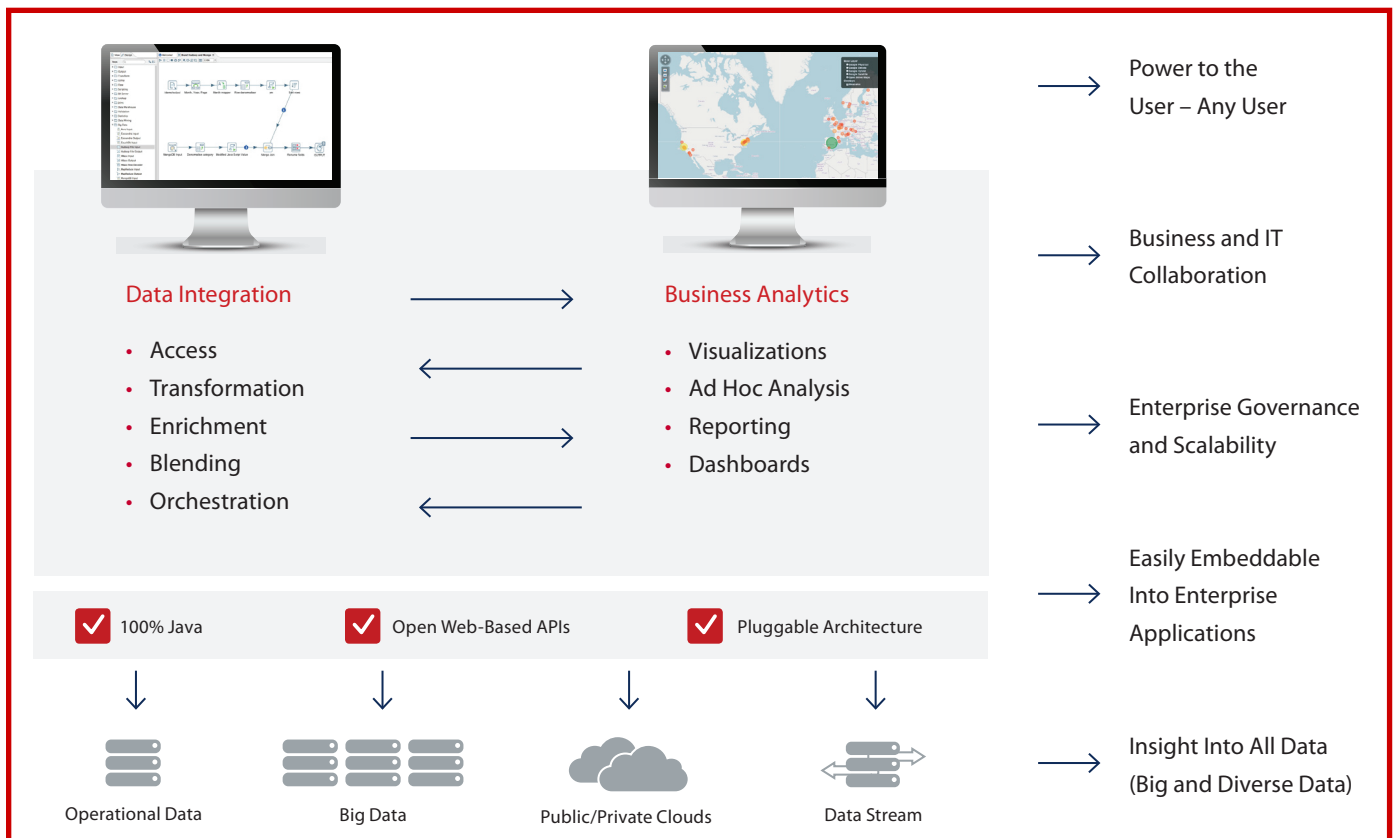 Power to the
User – Any User
Business and IT
Collaboration
Enterprise Governance
and Scalability
Easily Embeddable
Into Enterprise
Applications
Insight Into All Data
(Big and Diverse Data)
Data Integration
• Access
• Transformation
• Enrichment
• Blending
• Orchestration
Business Analytics
• Visualizations
• Ad Hoc Analysis
• Reporting
• Dashboards
100% Java
Open Web-Based APIs
Pluggable Architecture
Operational Data
Big Data
Public/Private Clouds
Data Stream